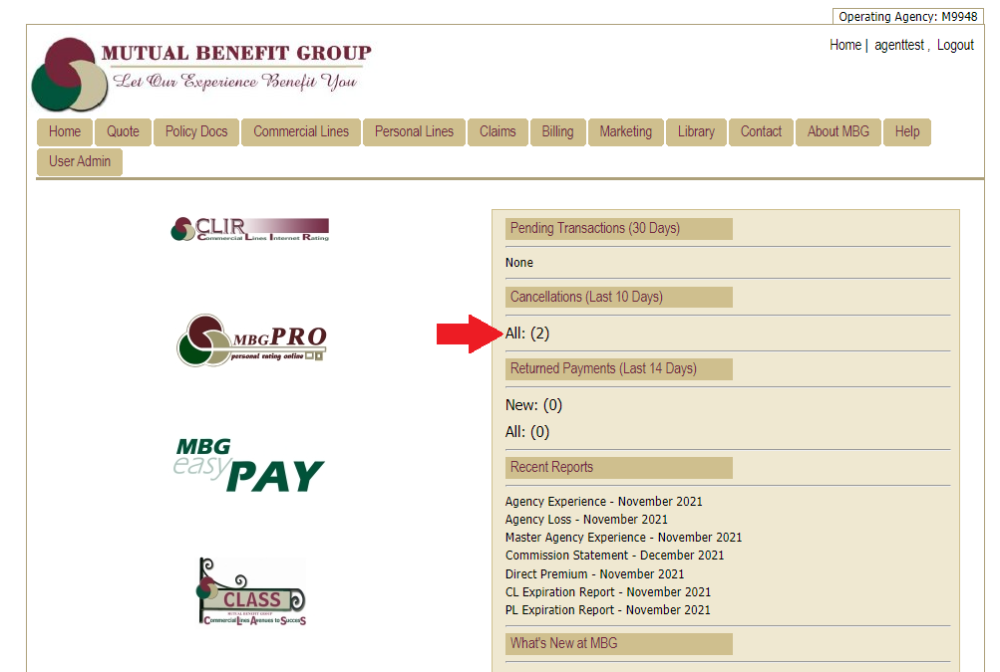 Operating Agency: M9948
Home | agenttest , Logout
MUTUAL BENEFIT GROUP
Let Our Experience Benefit You
Home Quote Policy Docs Commercial Lines Personal Lines Claims Billing Marketing Library Contact About MBG Help
User Admin
CLIR
Commercial Lines Internet Rating
MBGPRO
personal rating online
MBG
easy
PAY
CLASS
MUTUAL BENEFIT GROUP
Commercial Lines Avenues to SuccesS
Pending Transactions (30 Days)
None
Cancellations (Last 10 Days)
All: (2)
Returned Payments (Last 14 Days)
New: (0)
All: (0)
Recent Reports
Agency Experience - November 2021
Agency Loss - November 2021
Master Agency Experience - November 2021
Commission Statement - December 2021
Direct Premium - November 2021
CL Expiration Report - November 2021
PL Expiration Report - November 2021
What's New at MBG